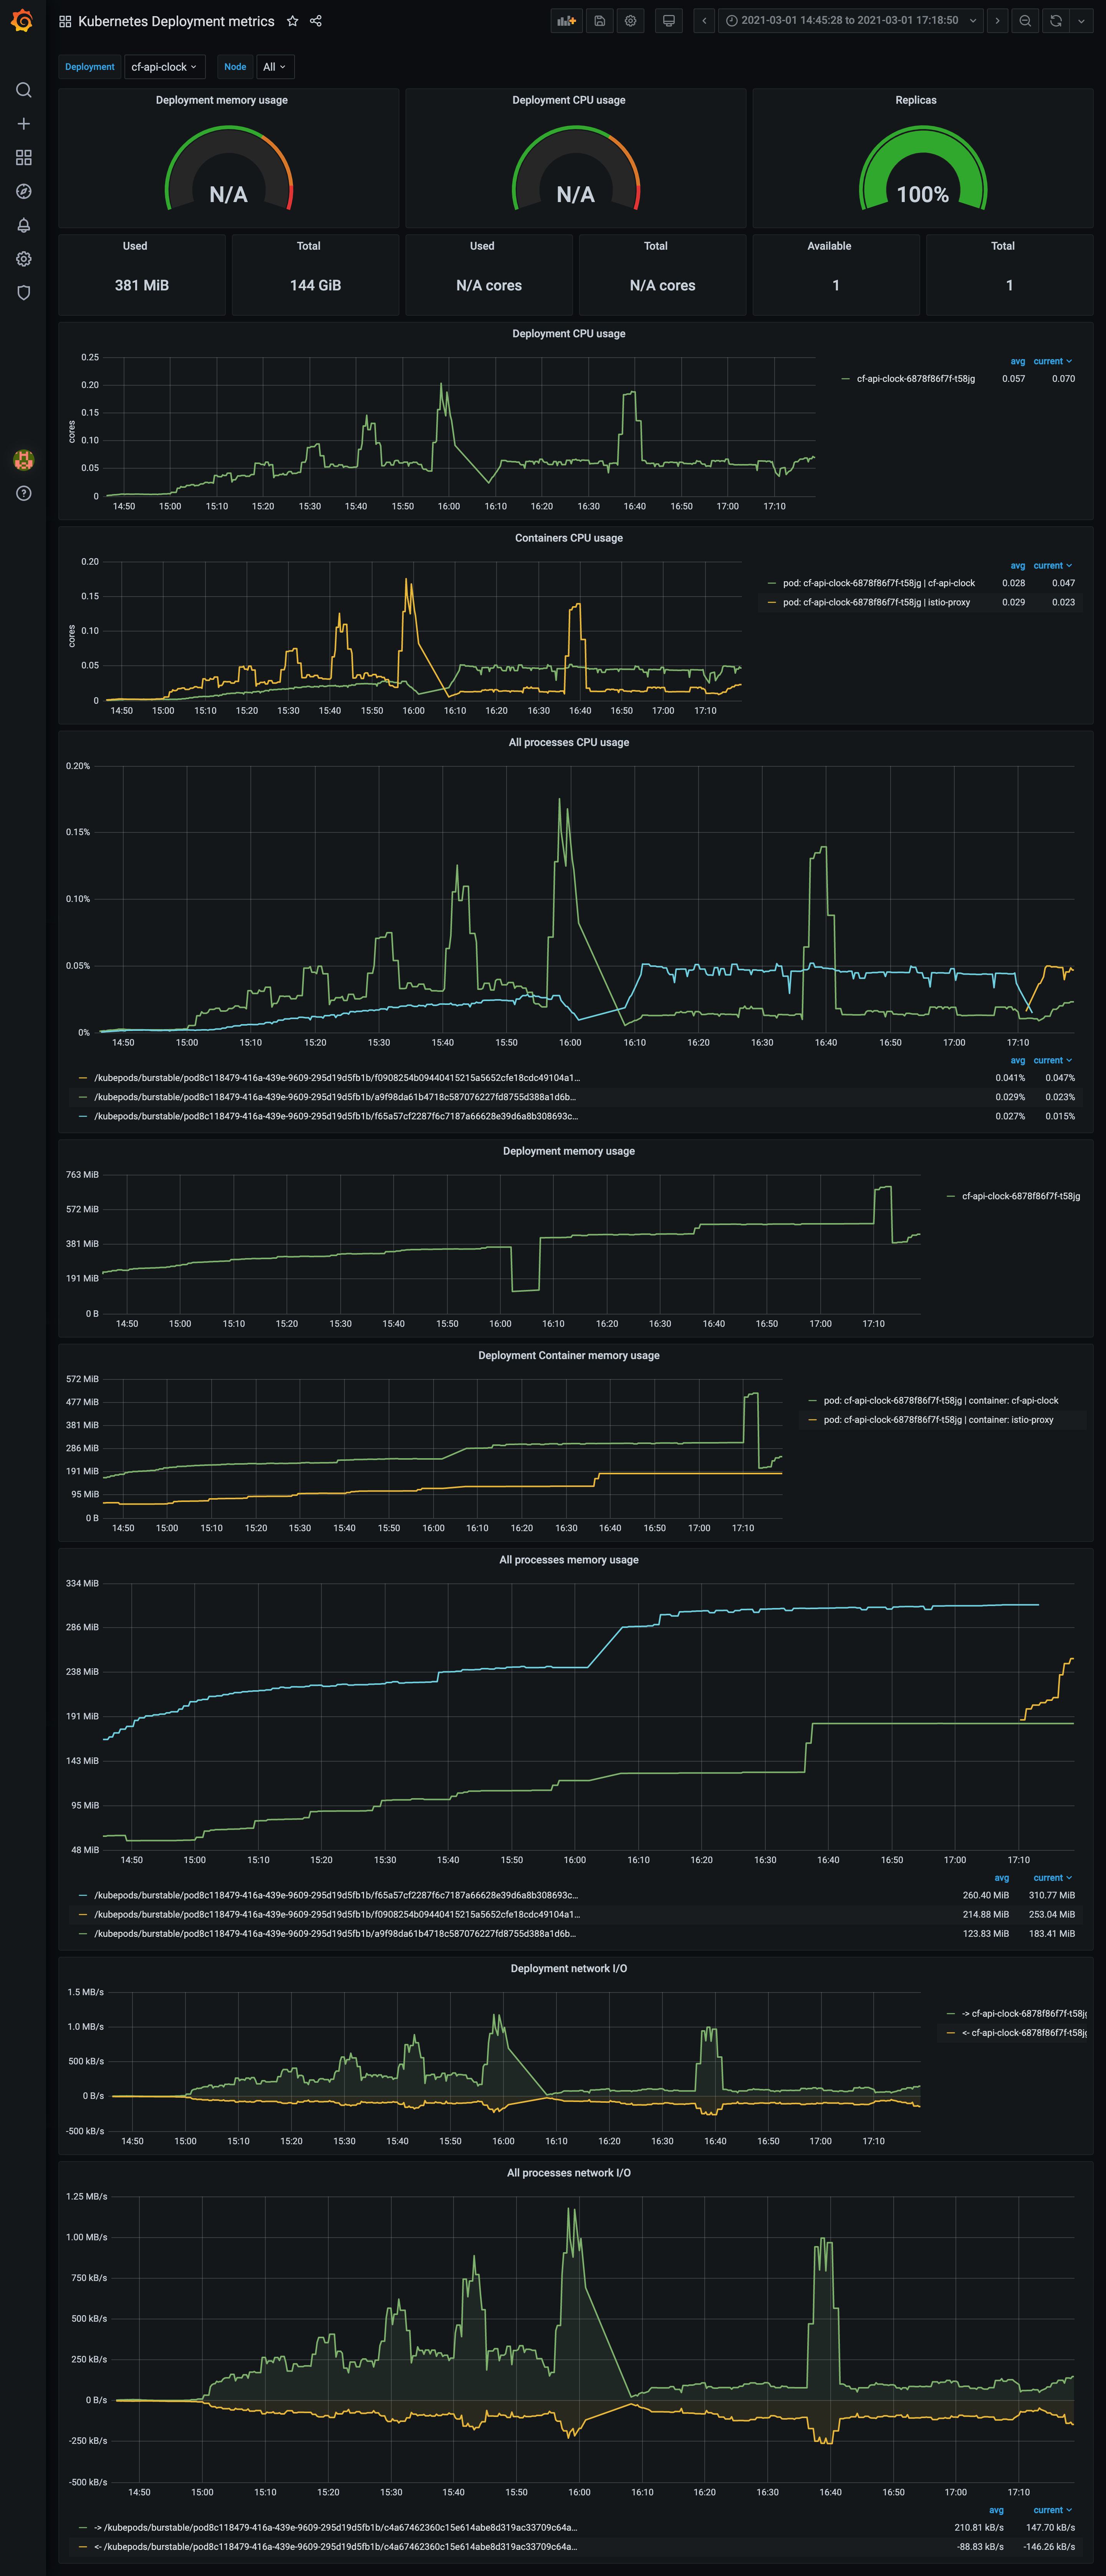 Kubernetes Deployment metrics
2021-03-01 14:45:28 to 2021-03-01 17:18:50
Deployment cf-api-clock Node All
Deployment memory usage Deployment CPU usage Replicas
N/A N/A 100%
Used Total Used Total Available Total
381 MiB 144 GiB N/A cores N/A cores 1 1
Deployment CPU usage
cores
0.25
0.20
0.15
0.10
0.05
0
14:50 15:00 15:10 15:20 15:30 15:40 15:50 16:00 16:10 16:20 16:30 16:40 16:50 17:00 17:10
avg current
cf-api-clock-6878f86f7f-t58jg 0.057 0.070
Containers CPU usage
cores
0.20
0.15
0.10
0.05
0
14:50 15:00 15:10 15:20 15:30 15:40 15:50 16:00 16:10 16:20 16:30 16:40 16:50 17:00 17:10
avg current
pod: cf-api-clock-6878f86f7f-t58jg | cf-api-clock 0.028 0.047
pod: cf-api-clock-6878f86f7f-t58jg | istio-proxy 0.029 0.023
All processes CPU usage
0.20%
0.15%
0.10%
0.05%
0%
14:50 15:00 15:10 15:20 15:30 15:40 15:50 16:00 16:10 16:20 16:30 16:40 16:50 17:00 17:10
avg current
/kubepods/burstable/pod8c118479-416a-439e-9609-295d19d5fb1b/f0908254b09440415215a5652cfe18cdc49104a1... 0.041% 0.047%
/kubepods/burstable/pod8c118479-416a-439e-9609-295d19d5fb1b/a9f98da61b4718c587076227fd8755d388a1d6b... 0.029% 0.023%
/kubepods/burstable/pod8c118479-416a-439e-9609-295d19d5fb1b/f65a57cf2287f6c7187a66628e39d6a8b308693c... 0.027% 0.015%
Deployment memory usage
763 MiB
572 MiB
381 MiB
191 MiB
0 B
14:50 15:00 15:10 15:20 15:30 15:40 15:50 16:00 16:10 16:20 16:30 16:40 16:50 17:00 17:10
cf-api-clock-6878f86f7f-t58jg
Deployment Container memory usage
572 MiB
477 MiB
381 MiB
286 MiB
191 MiB
95 MiB
0 B
14:50 15:00 15:10 15:20 15:30 15:40 15:50 16:00 16:10 16:20 16:30 16:40 16:50 17:00 17:10
pod: cf-api-clock-6878f86f7f-t58jg | container: cf-api-clock
pod: cf-api-clock-6878f86f7f-t58jg | container: istio-proxy
All processes memory usage
334 MiB
286 MiB
238 MiB
191 MiB
143 MiB
95 MiB
48 MiB
14:50 15:00 15:10 15:20 15:30 15:40 15:50 16:00 16:10 16:20 16:30 16:40 16:50 17:00 17:10
avg current
/kubepods/burstable/pod8c118479-416a-439e-9609-295d19d5fb1b/f65a57cf2287f6c7187a66628e39d6a8b308693c... 260.40 MiB 310.77 MiB
/kubepods/burstable/pod8c118479-416a-439e-9609-295d19d5fb1b/f0908254b09440415215a5652cfe18cdc49104a1... 214.88 MiB 253.04 MiB
/kubepods/burstable/pod8c118479-416a-439e-9609-295d19d5fb1b/a9f98da61b4718c587076227fd8755d388a1d6b... 123.83 MiB 183.41 MiB
Deployment network I/O
1.5 MB/s
1.0 MB/s
500 kB/s
0 B/s
-500 kB/s
14:50 15:00 15:10 15:20 15:30 15:40 15:50 16:00 16:10 16:20 16:30 16:40 16:50 17:00 17:10
-> cf-api-clock-6878f86f7f-t58jg
<- cf-api-clock-6878f86f7f-t58jg
All processes network I/O
1.25 MB/s
1.00 MB/s
750 kB/s
500 kB/s
250 kB/s
0 B/s
-250 kB/s
-500 kB/s
14:50 15:00 15:10 15:20 15:30 15:40 15:50 16:00 16:10 16:20 16:30 16:40 16:50 17:00 17:10
avg current
-> /kubepods/burstable/pod8c118479-416a-439e-9609-295d19d5fb1b/c4a67462360c15e614abe8d319ac33709c64a... 210.81 kB/s 147.70 kB/s
<- /kubepods/burstable/pod8c118479-416a-439e-9609-295d19d5fb1b/c4a67462360c15e614abe8d319ac33709c64a... -88.83 kB/s -146.26 kB/s